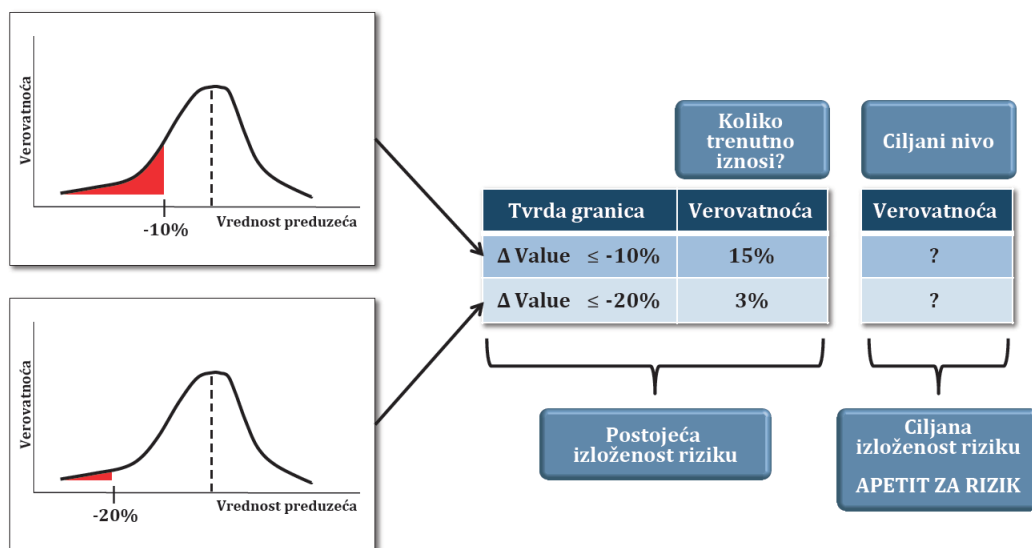 Verovatnoća
-10%
Vrednost preduzeća
Verovatnoća
-20%
Vrednost preduzeća
Koliko
trenutno
iznosi?
Ciljani nivo
Tvrda granica Verovatnoća Verovatnoća
Δ Value ≤ -10% 15% ?
Δ Value ≤ -20% 3% ?
Postojeća
izloženost riziku
Ciljana
izloženost riziku
APETIT ZA RIZIK